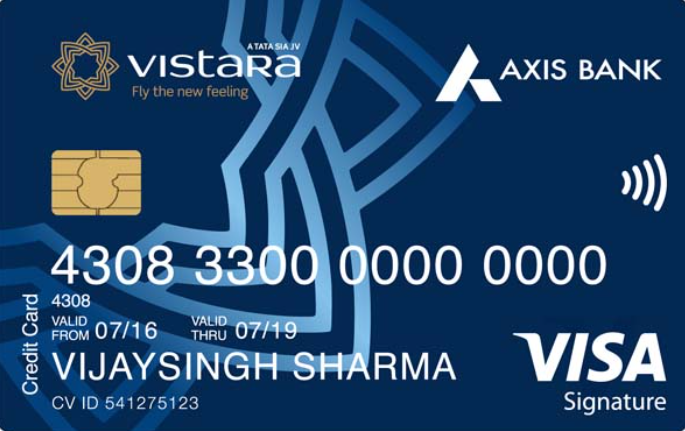 A TATA SIA JV
VISTARA
Fly the new feeling
AXIS BANK
4308 3300 0000 0000
4308
VALID FROM 07/16 VALID THRU 07/19
VIJAYSINGH SHARMA
CV ID 541275123
Credit Card
VISA
Signature